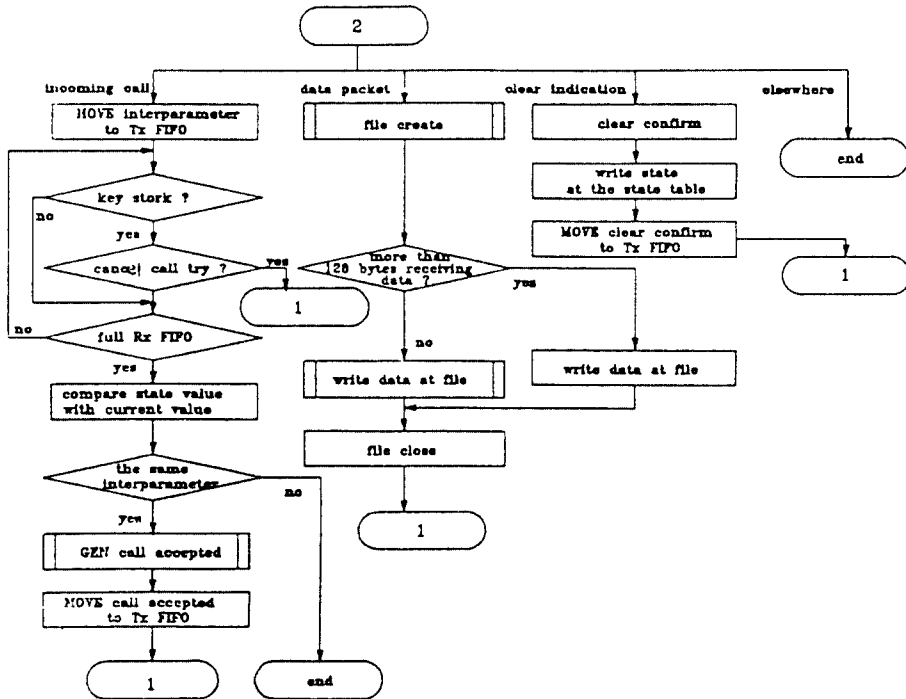 2
incoming call
data packet
clear indication
elsewhere
MOVE interparameter
to Tx FIFO
file create
clear confirm
end
key stork ?
write state
at the state table
no
yes
MOVE clear confirm
to Tx FIFO
call try ?
yes
more than
128 bytes receiving
data ?
yes
1
1
full Rx FIFO
no
yes
no
write data at file
write data at file
compare state value
with current value
file close
the same
interparameter
no
yes
1
GEN call accepted
MOVE call accepted
to Tx FIFO
1
end